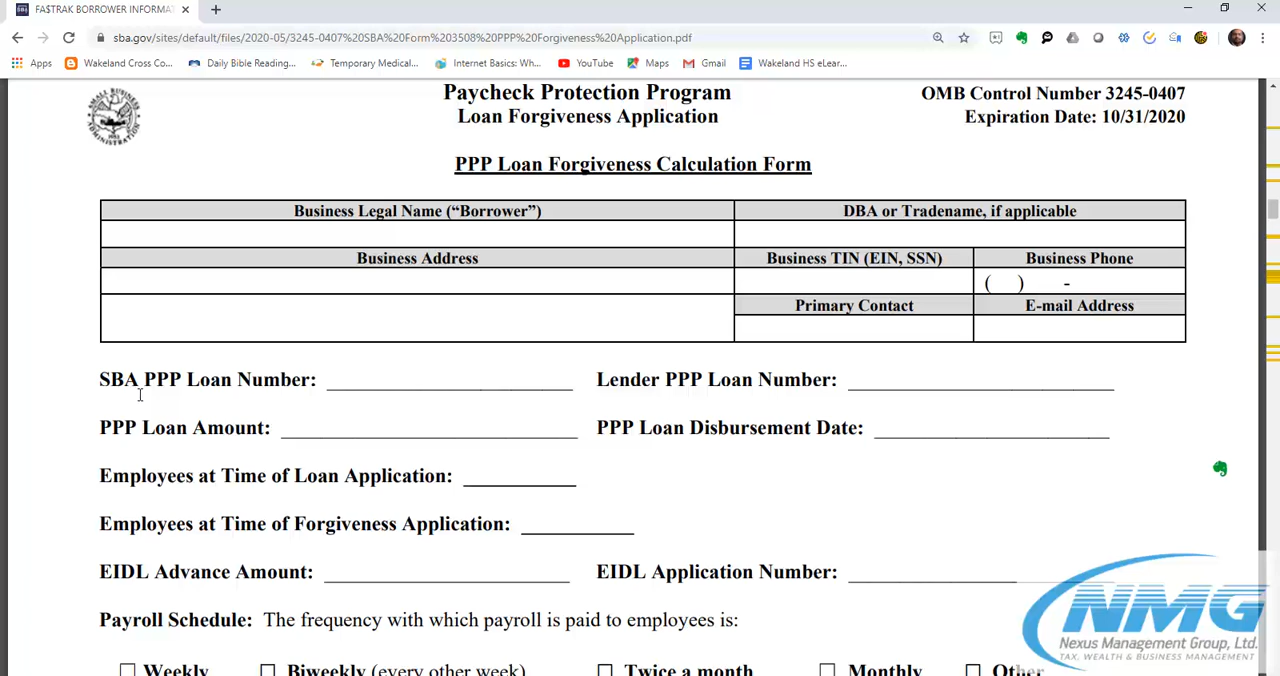 FA$TRAK BORROWER INFORMA
sba.gov/sites/default/files/2020-05/3245-0407%20SBA%20Form%203508%20PPP%20Forgiveness%20Application.pdf
Apps Wakeland Cross Co... Daily Bible Reading... Temporary Medical... Internet Basics: Wh... YouTube Maps Gmail Wakeland HS eLear...
Paycheck Protection Program
Loan Forgiveness Application
OMB Control Number 3245-0407
Expiration Date: 10/31/2020
PPP Loan Forgiveness Calculation Form
Business Legal Name (“Borrower”) DBA or Tradename, if applicable
Business Address Business TIN (EIN, SSN) Business Phone
( ) -
Primary Contact E-mail Address
SBA PPP Loan Number: Lender PPP Loan Number:
PPP Loan Amount: PPP Loan Disbursement Date:
Employees at Time of Loan Application:
Employees at Time of Forgiveness Application:
EIDL Advance Amount: EIDL Application Number:
Payroll Schedule: The frequency with which payroll is paid to employees is:
Weekly Biweekly (every other week) Twice a month Monthly Other
NMG
Nexus Management Group, Ltd.
TAX, WEALTH & BUSINESS MANAGEMENT